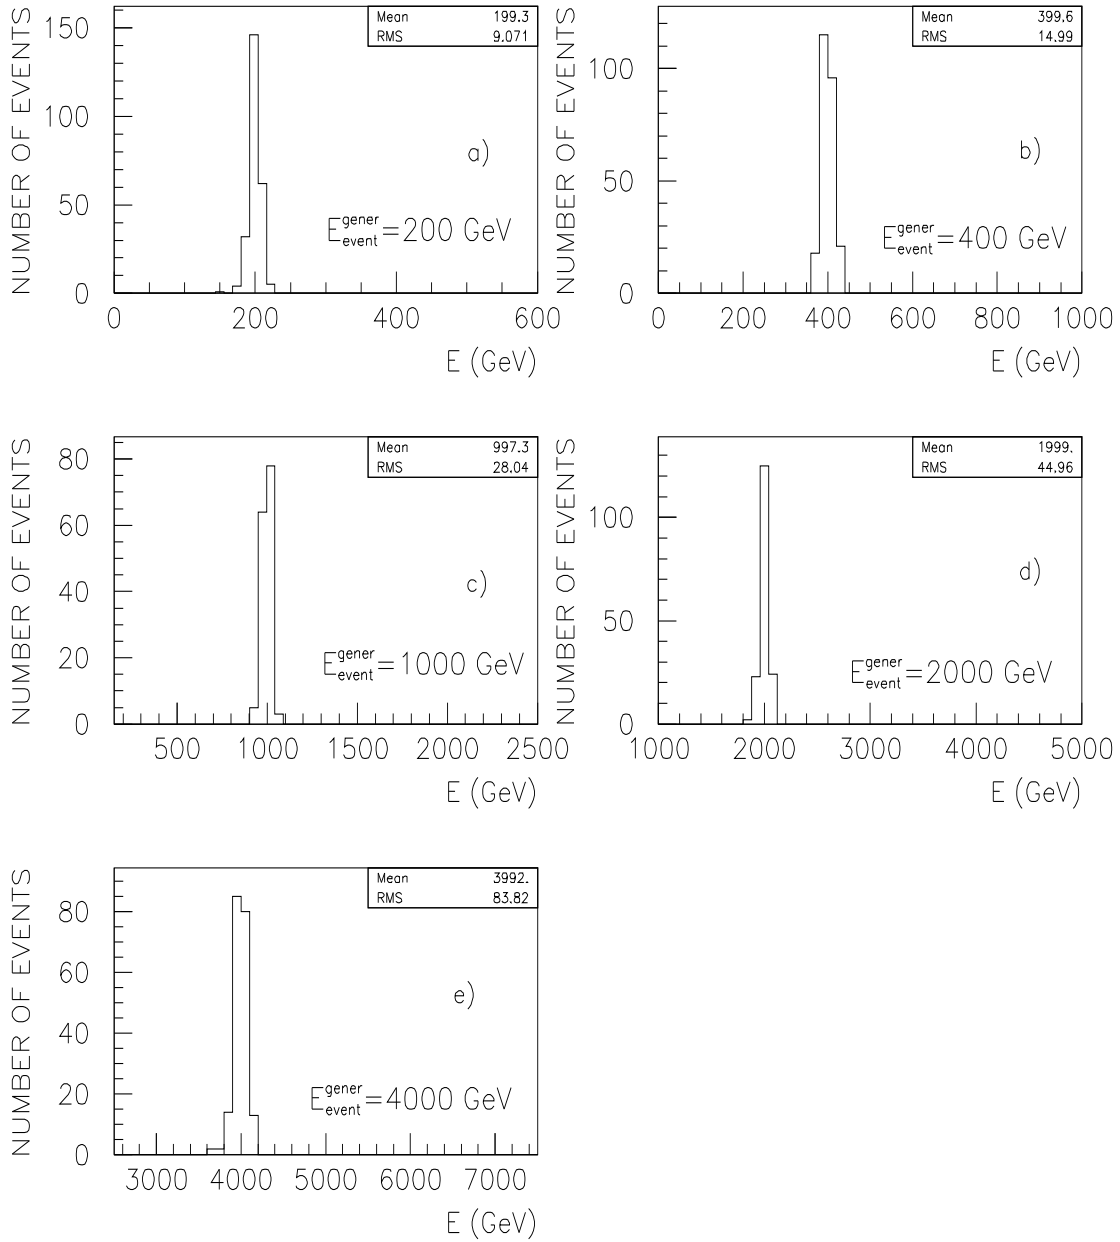 NUMBER OF EVENTS
150
100
50
0
Mean 199.3
RMS 9.071
a)
E^gener_event=200 GeV
0 200 400 600
E (GeV)
NUMBER OF EVENTS
100
50
0
Mean 399.6
RMS 14.99
b)
E^gener_event=400 GeV
0 200 400 600 800 1000
E (GeV)
NUMBER OF EVENTS
80
60
40
20
0
Mean 997.3
RMS 28.04
c)
E^gener_event=1000 GeV
500 1000 1500 2000 2500
E (GeV)
NUMBER OF EVENTS
100
50
0
Mean 1999.
RMS 44.96
d)
E^gener_event=2000 GeV
1000 2000 3000 4000 5000
E (GeV)
NUMBER OF EVENTS
80
60
40
20
0
Mean 3992.
RMS 83.82
e)
E^gener_event=4000 GeV
3000 4000 5000 6000 7000
E (GeV)